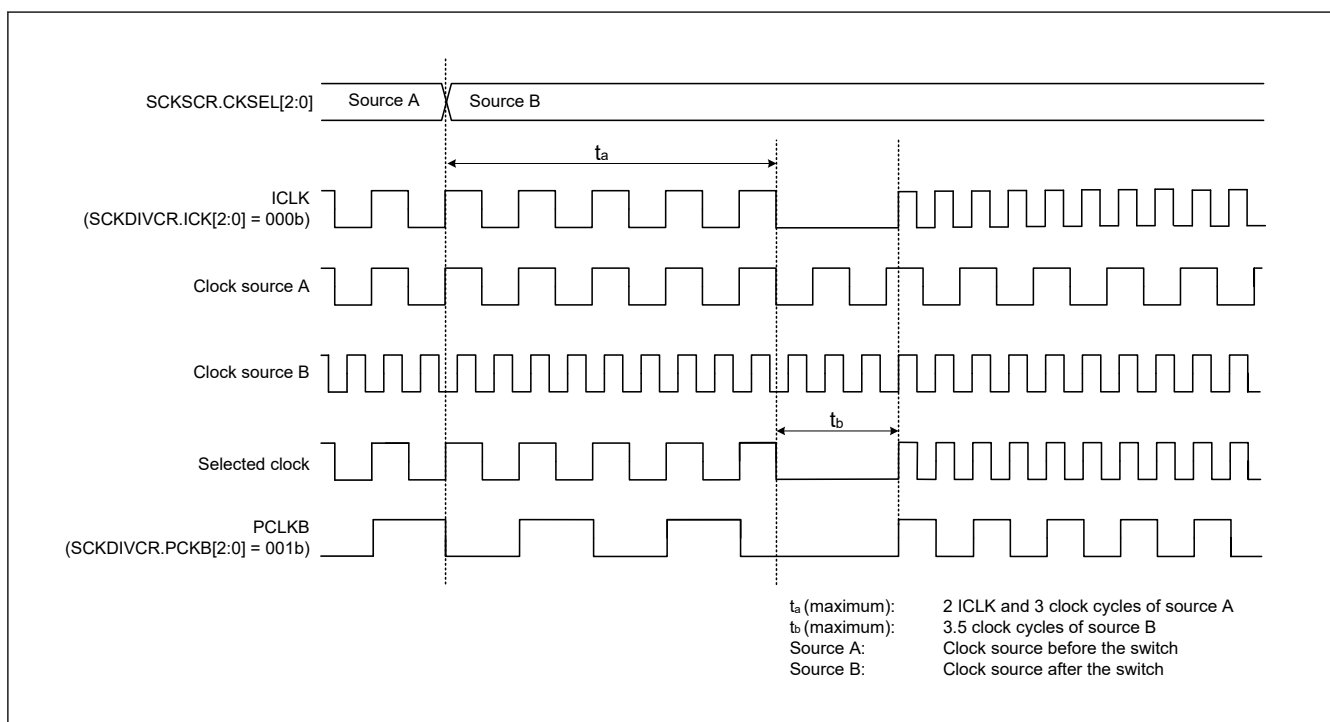 SCKSCR.CKSEL[2:0]
Source A
Source B
ta
ICLK
(SCKDIVCR.ICK[2:0] = 000b)
Clock source A
Clock source B
tb
Selected clock
PCLKB
(SCKDIVCR.PCKB[2:0] = 001b)
ta (maximum): 2 ICLK and 3 clock cycles of source A
tb (maximum): 3.5 clock cycles of source B
Source A: Clock source before the switch
Source B: Clock source after the switch